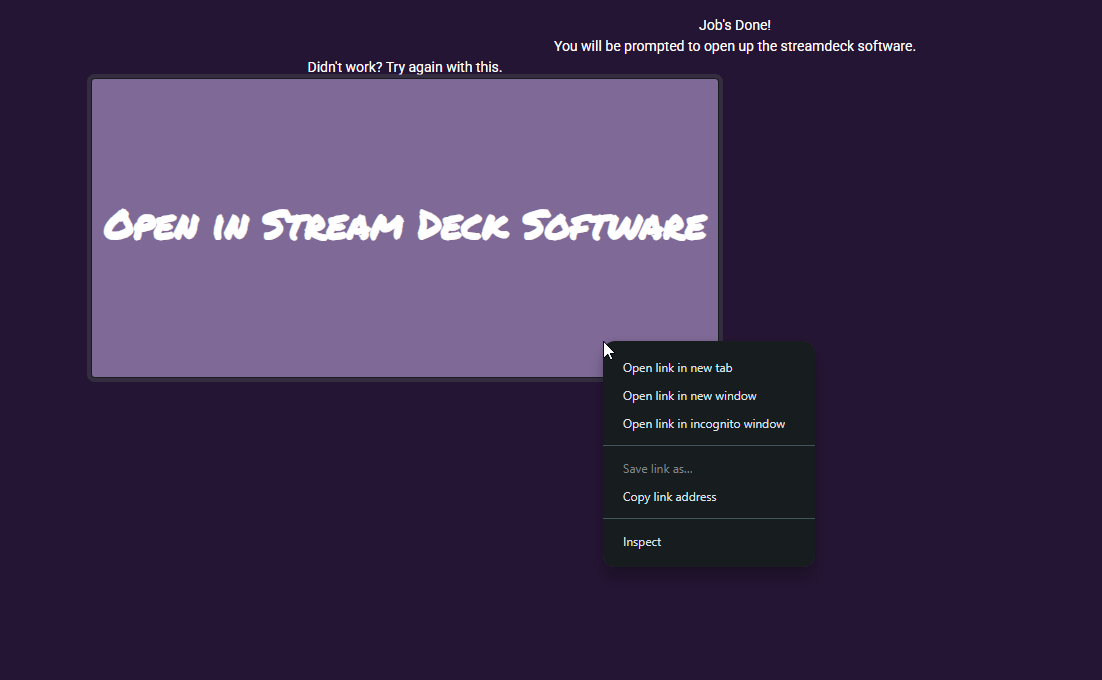 Job's Done!
You will be prompted to open up the streamdeck software.
Didn't work? Try again with this.
Open in Stream Deck Software
Open link in new tab
Open link in new window
Open link in incognito window
Save link as...
Copy link address
Inspect